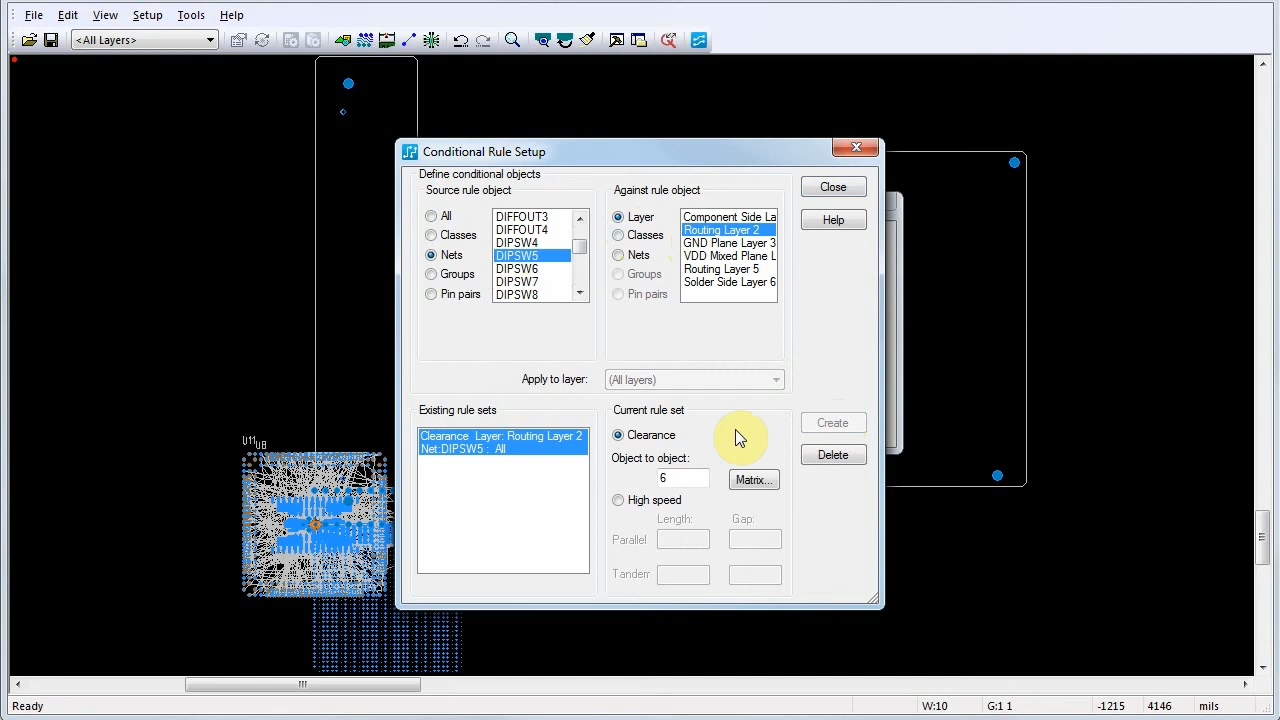 File Edit View Setup Tools Help
<All Layers>
Conditional Rule Setup
Define conditional objects
Source rule object
Against rule object
Close
Help
All
Classes
Nets
Groups
Pin pairs
DIFFOUT3
DIFFOUT4
DIPSW4
DIPSW5
DIPSW6
DIPSW7
DIPSW8
Layer
Classes
Nets
Groups
Pin pairs
Component Side La
Routing Layer 2
GND Plane Layer 3
VDD Mixed Plane L
Routing Layer 5
Solder Side Layer 6
Apply to layer: (All layers)
Existing rule sets
Clearance Layer: Routing Layer 2
Net:DIPSW5 : All
Current rule set
Clearance
Object to object:
6 Matrix...
High speed
Length: Gap:
Parallel
Tandem
Create
Delete
U11 U8
Ready W:10 G:1 1 -1215 4146 mils